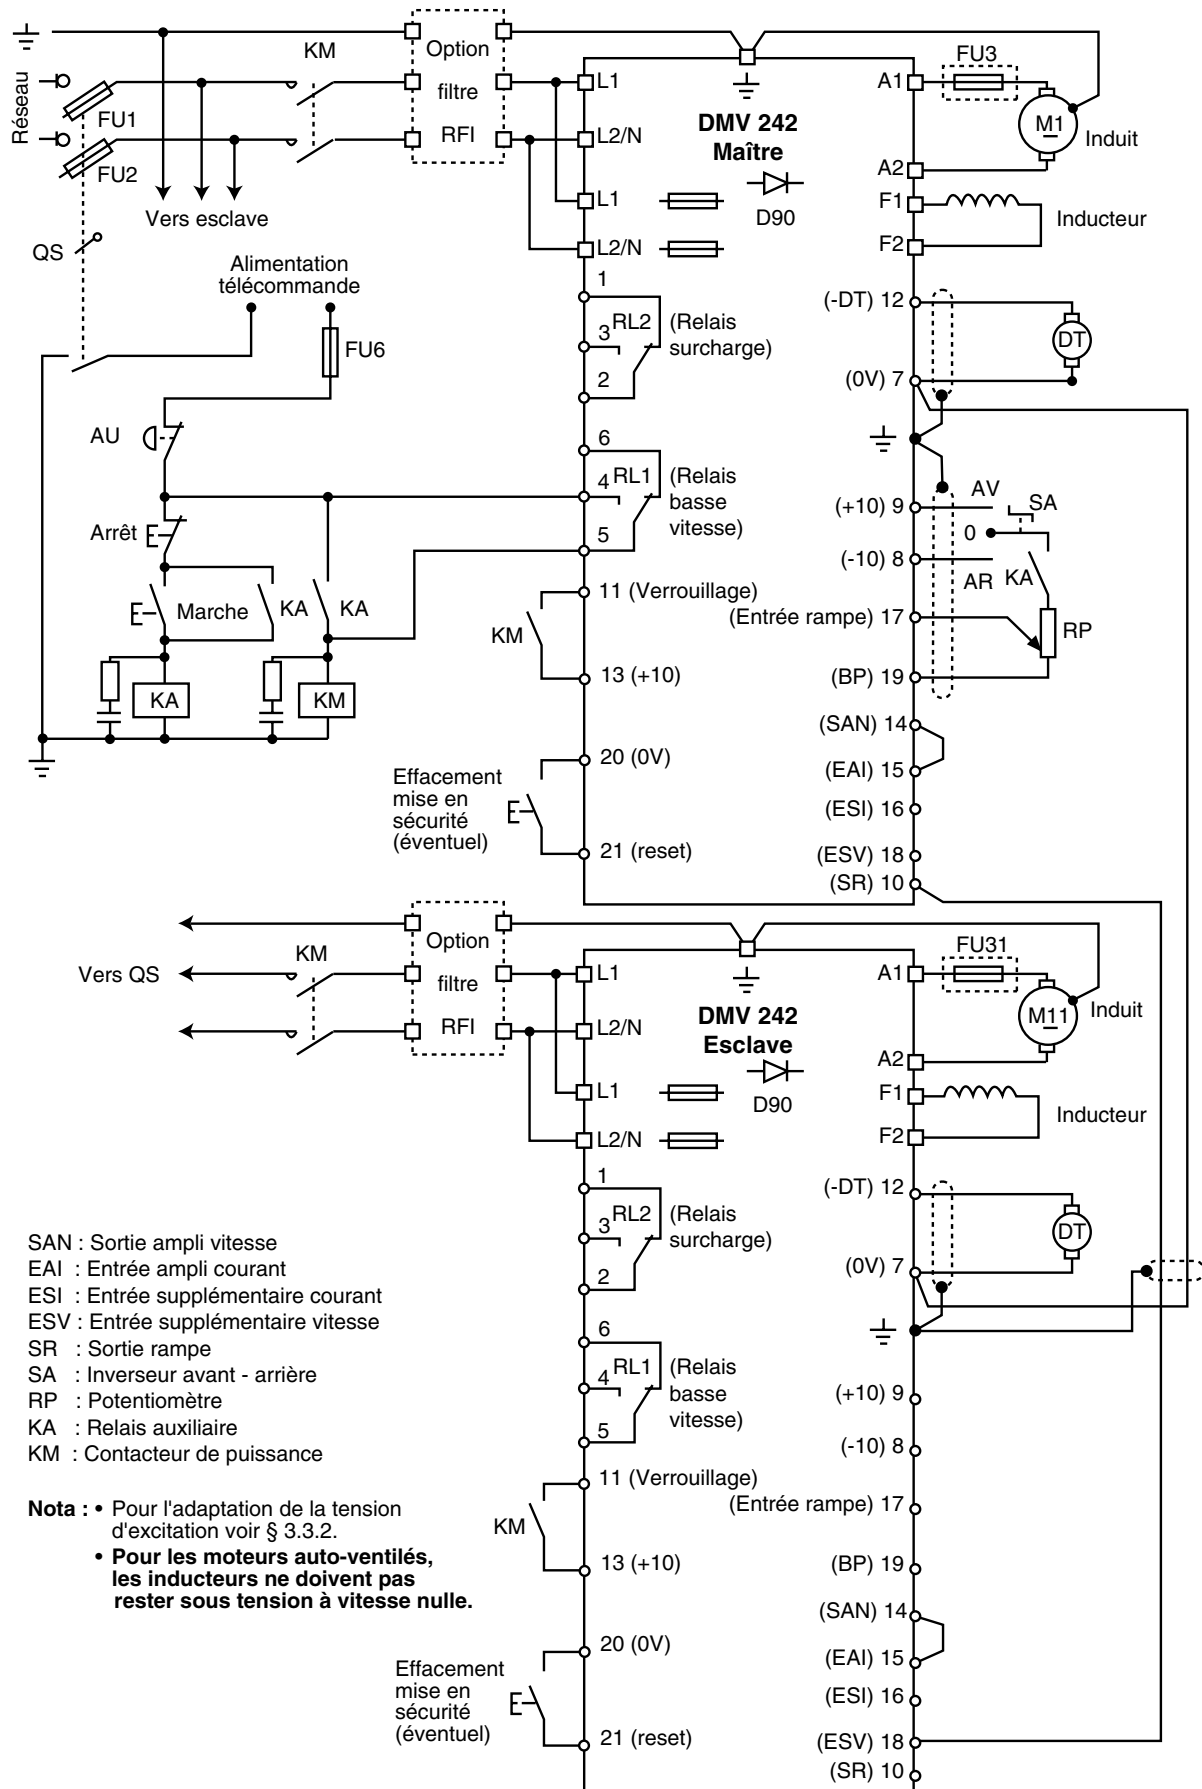 Réseau
FU1
FU2
KM
Option
filtre
RFI
Vers esclave
QS
Alimentation
télécommande
FU6
AU
Arrêt
Marche
KA
KA
KA
KM
L1
L2/N
L1
L2/N
DMV 242
Maître
D90
A1
FU3
M1
Induit
A2
F1
Inducteur
F2
1
3
RL2
(Relais
surcharge)
2
(-DT) 12
DT
(0V) 7
6
4
RL1
(Relais
basse
vitesse)
5
(+10) 9
AV
SA
0
(-10) 8
AR
KA
KM
11 (Verrouillage)
(Entrée rampe) 17
RP
13 (+10)
(BP) 19
(SAN) 14
Effacement
mise en
sécurité
(éventuel)
20 (0V)
(EAI) 15
(ESI) 16
21 (reset)
(ESV) 18
(SR) 10
Vers QS
KM
Option
filtre
RFI
L1
L2/N
L1
L2/N
DMV 242
Esclave
D90
A1
FU31
M11
Induit
A2
F1
Inducteur
F2
1
3
RL2
(Relais
surcharge)
2
(-DT) 12
DT
(0V) 7
6
4
RL1
(Relais
basse
vitesse)
5
(+10) 9
(-10) 8
KM
11 (Verrouillage)
(Entrée rampe) 17
13 (+10)
(BP) 19
(SAN) 14
Effacement
mise en
sécurité
(éventuel)
20 (0V)
(EAI) 15
(ESI) 16
21 (reset)
(ESV) 18
(SR) 10
SAN : Sortie ampli vitesse
EAI : Entrée ampli courant
ESI : Entrée supplémentaire courant
ESV : Entrée supplémentaire vitesse
SR : Sortie rampe
SA : Inverseur avant - arrière
RP : Potentiomètre
KA : Relais auxiliaire
KM : Contacteur de puissance
Nota : • Pour l'adaptation de la tension
d'excitation voir § 3.3.2.
• Pour les moteurs auto-ventilés,
les inducteurs ne doivent pas
rester sous tension à vitesse nulle.